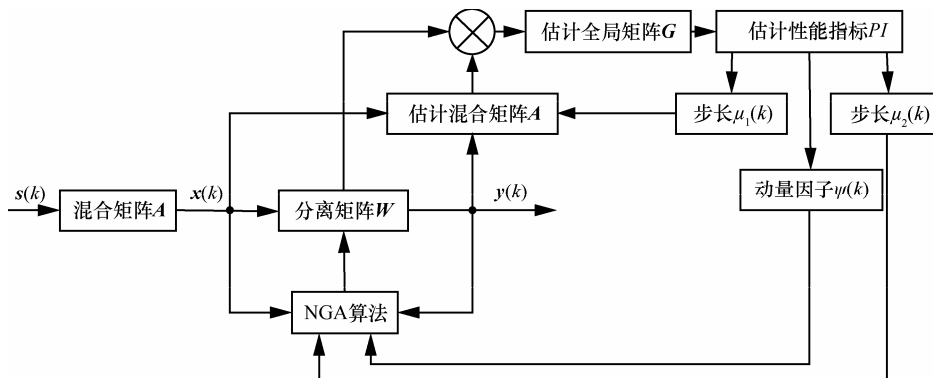 估计全局矩阵G
估计性能指标PI
估计混合矩阵A
步长μ₁(k)
步长μ₂(k)
s(k)
x(k)
y(k)
动量因子ψ(k)
混合矩阵A
分离矩阵W
NGA算法